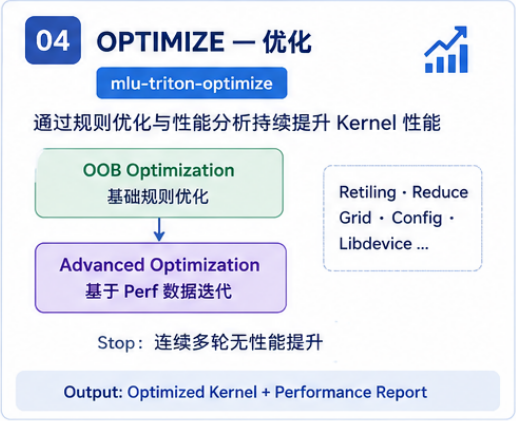 04 OPTIMIZE — 优化
mlu-triton-optimize
通过规则优化与性能分析持续提升 Kernel 性能
OOB Optimization
基础规则优化
Advanced Optimization
基于 Perf 数据迭代
Retiling · Reduce
Grid · Config ·
Libdevice ...
Stop：连续多轮无性能提升
Output: Optimized Kernel + Performance Report